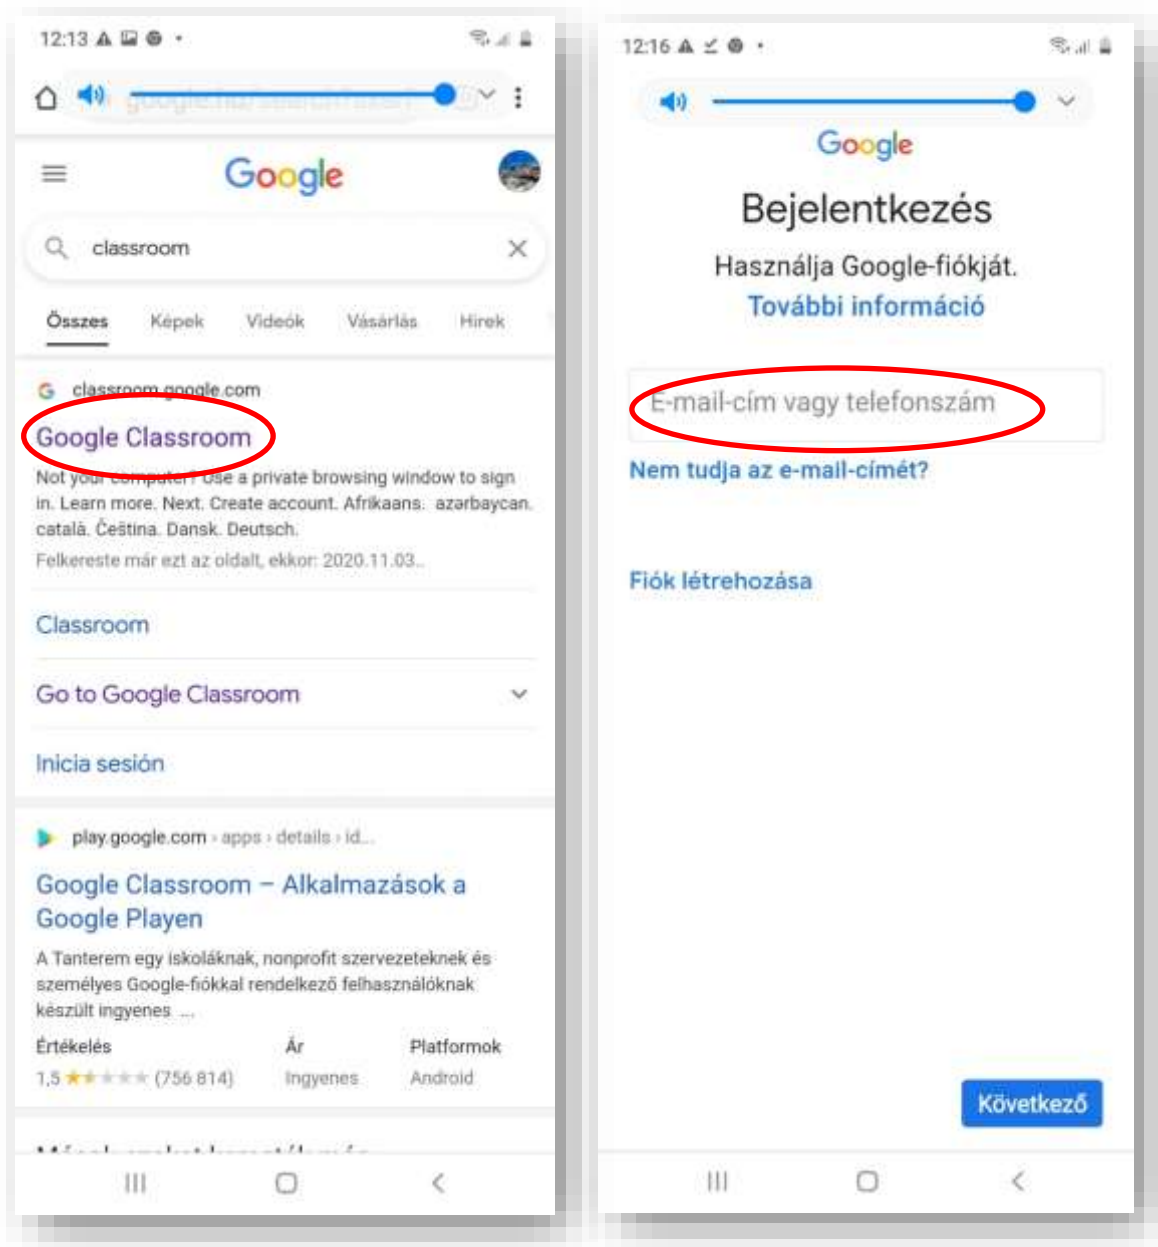 12:13
Google
classroom
Összes Képek Videók Vásárlás Hírek
classroom.google.com
Google Classroom
Not your computer? Use a private browsing window to sign
in. Learn more. Next. Create account. Afrikaans. azərbaycan.
català. Čeština. Dansk. Deutsch.
Felkereste már ezt az oldalt, ekkor: 2020.11.03..
Classroom
Go to Google Classroom
Inicia sesión
play.google.com › apps › details › id...
Google Classroom – Alkalmazások a
Google Playen
A Tanterem egy iskoláknak, nonprofit szervezeteknek és
személyes Google-fiókkal rendelkező felhasználóknak
készült ingyenes ...
Értékelés Ár Platformok
1,5 (756 814) Ingyenes Android
12:16
Google
Bejelentkezés
Használja Google-fiókját.
További információ
E-mail-cím vagy telefonszám
Nem tudja az e-mail-címét?
Fiók létrehozása
Következő